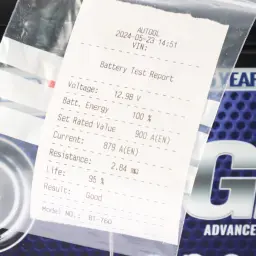 AUTOOL
2024-05-23 14:51
VIN:
Battery Test Report
Voltage: 12.98 V
Batt. Energy 100 %
Set Rated Value 900 A(EN)
Current: 879 A(EN)
Resistance: 2.84 mΩ
Life: 95 %
Result: Good
Model NO.: BT-760
YEAR
G
ADVANCE